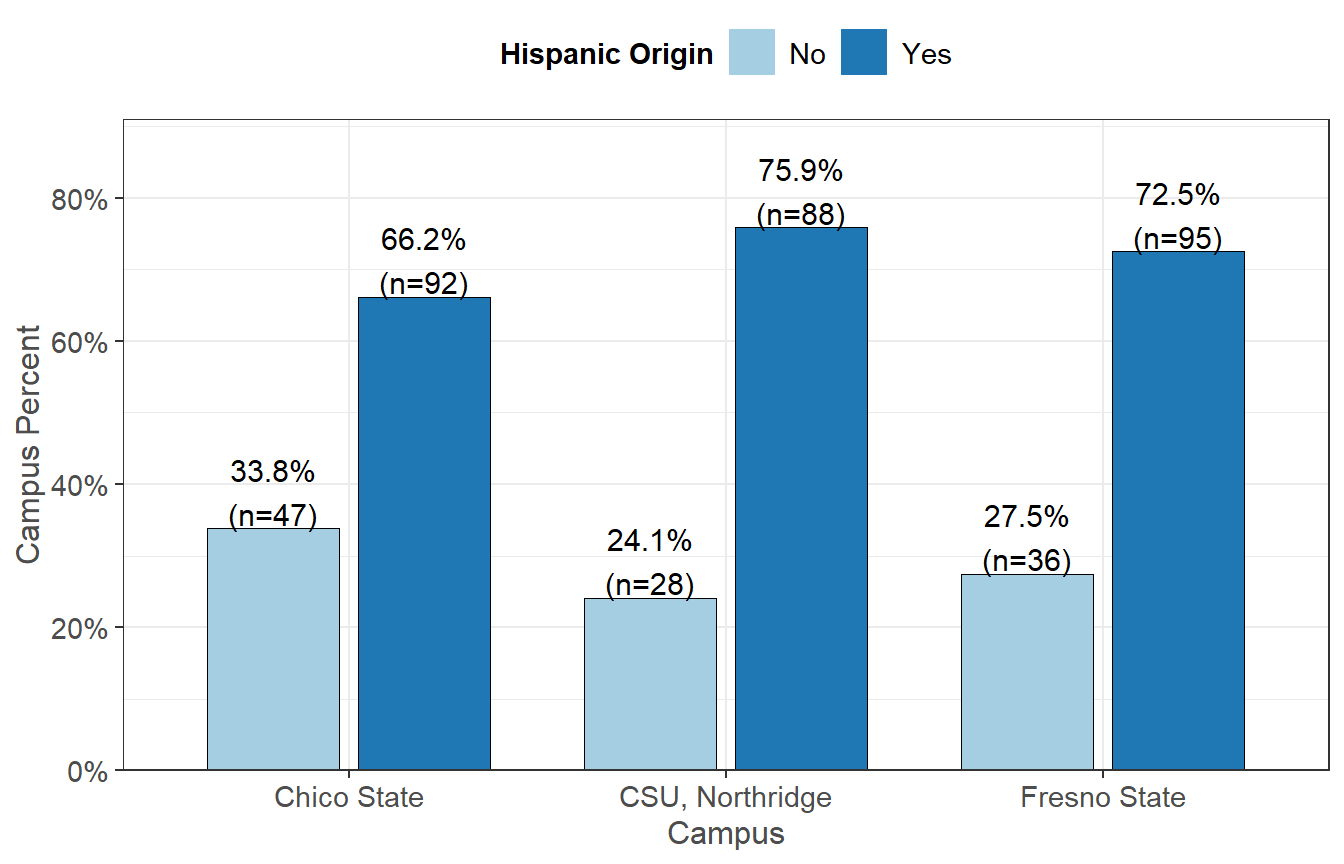 Hispanic Origin No Yes
75.9%
(n=88)
72.5%
(n=95)
66.2%
(n=92)
33.8%
(n=47)
27.5%
(n=36)
24.1%
(n=28)
80%
60%
40%
20%
0%
Campus Percent
Chico State CSU, Northridge Fresno State
Campus